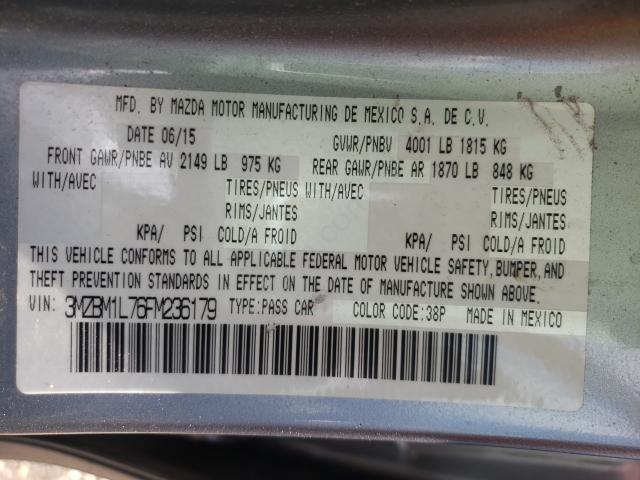 MFD. BY MAZDA MOTOR MANUFACTURING DE MEXICO S.A. DE C.V.
DATE 06/15 GVWR/PNBV 4001 LB 1815 KG
FRONT GAWR/PNBE AV 2149 LB 975 KG REAR GAWR/PNBE AR 1870 LB 848 KG
WITH/AVEC TIRES/PNEUS WITH/AVEC TIRES/PNEUS
RIMS/JANTES RIMS/JANTES
KPA/ PSI COLD/A FROID KPA/ PSI COLD/A FROID
THIS VEHICLE CONFORMS TO ALL APPLICABLE FEDERAL MOTOR VEHICLE SAFETY, BUMPER, AND
THEFT PREVENTION STANDARDS IN EFFECT ON THE DATE OF MANUFACTURE SHOWN ABOVE.
VIN: 3MZBM1L76FM236179 TYPE:PASS CAR COLOR CODE:38P MADE IN MEXICO